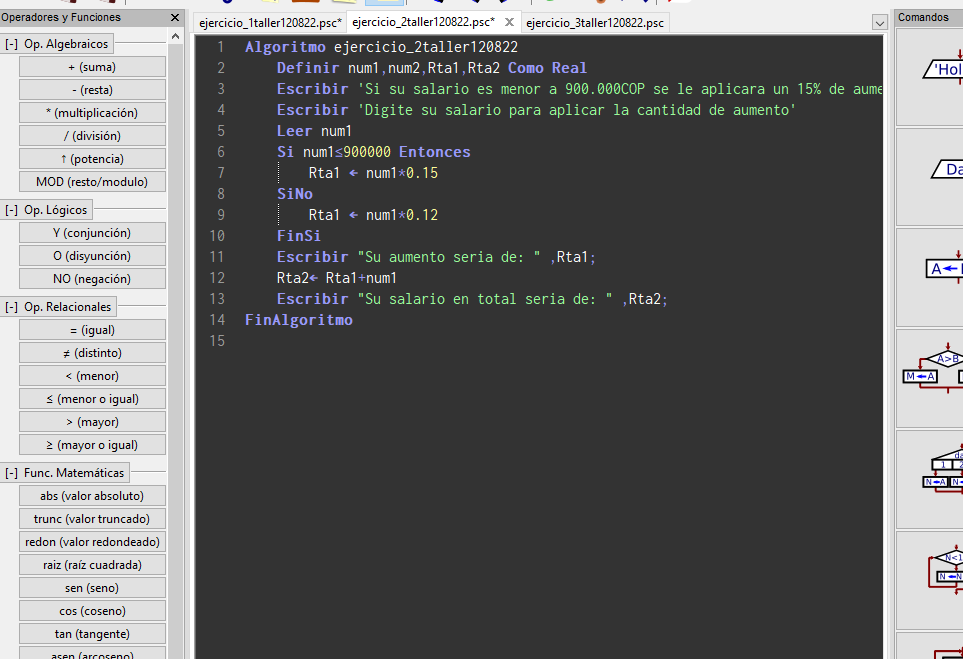 Operadores y Funciones
[-] Op. Algebraicos
+ (suma)
- (resta)
* (multiplicación)
/ (división)
↑ (potencia)
MOD (resto/modulo)
[-] Op. Lógicos
Y (conjunción)
O (disyunción)
NO (negación)
[-] Op. Relacionales
= (igual)
≠ (distinto)
< (menor)
≤ (menor o igual)
> (mayor)
≥ (mayor o igual)
[-] Func. Matemáticas
abs (valor absoluto)
trunc (valor truncado)
redon (valor redondeado)
raiz (raíz cuadrada)
sen (seno)
cos (coseno)
tan (tangente)
asen (arcoseno)
ejercicio_1taller120822.psc* ejercicio_2taller120822.psc* ejercicio_3taller120822.psc
1 Algoritmo ejercicio_2taller120822
2 Definir num1,num2,Rta1,Rta2 Como Real
3 Escribir 'Si su salario es menor a 900.000COP se le aplicara un 15% de aume
4 Escribir 'Digite su salario para aplicar la cantidad de aumento'
5 Leer num1
6 Si num1≤900000 Entonces
7 Rta1 ← num1*0.15
8 SiNo
9 Rta1 ← num1*0.12
10 FinSi
11 Escribir "Su aumento seria de: " ,Rta1;
12 Rta2← Rta1+num1
13 Escribir "Su salario en total seria de: " ,Rta2;
14 FinAlgoritmo
15
Comandos
'Hol
Da
A←
A>B
M←A
1 2
N←A N←
N<1
N←N